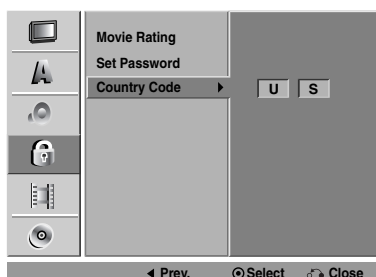 Movie Rating
Set Password
Country Code
U S
Prev. Select Close